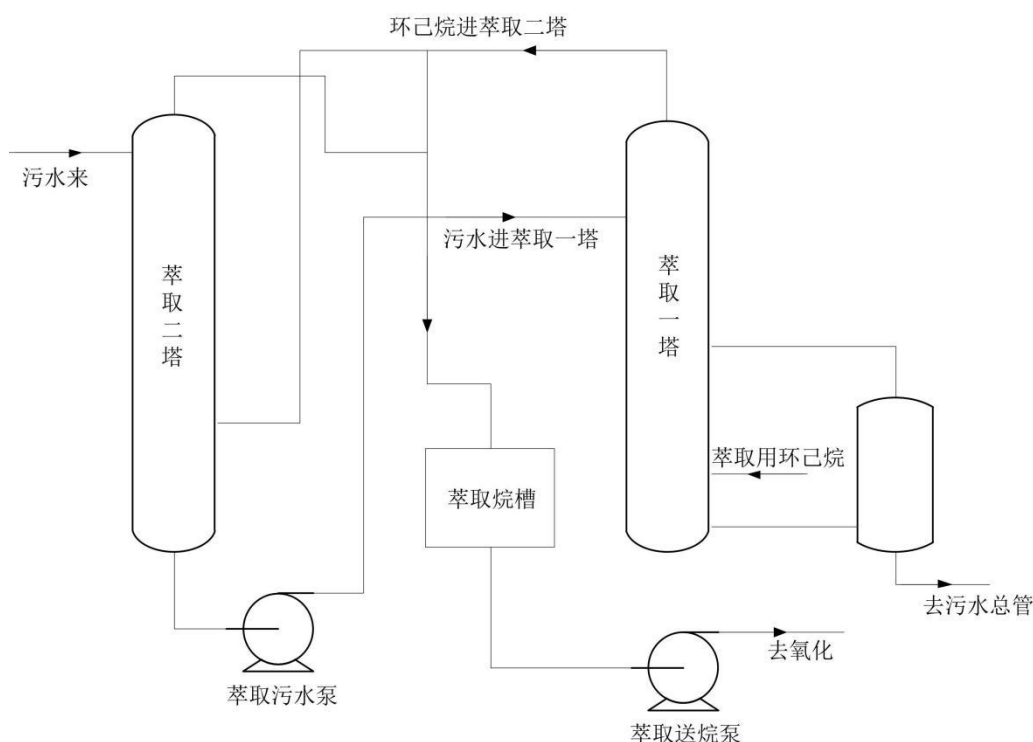 环己烷进萃取二塔
污水来
污水进萃取一塔
萃取二塔
萃取一塔
萃取用环己烷
萃取烷槽
去污水总管
去氧化
萃取污水泵
萃取送烷泵